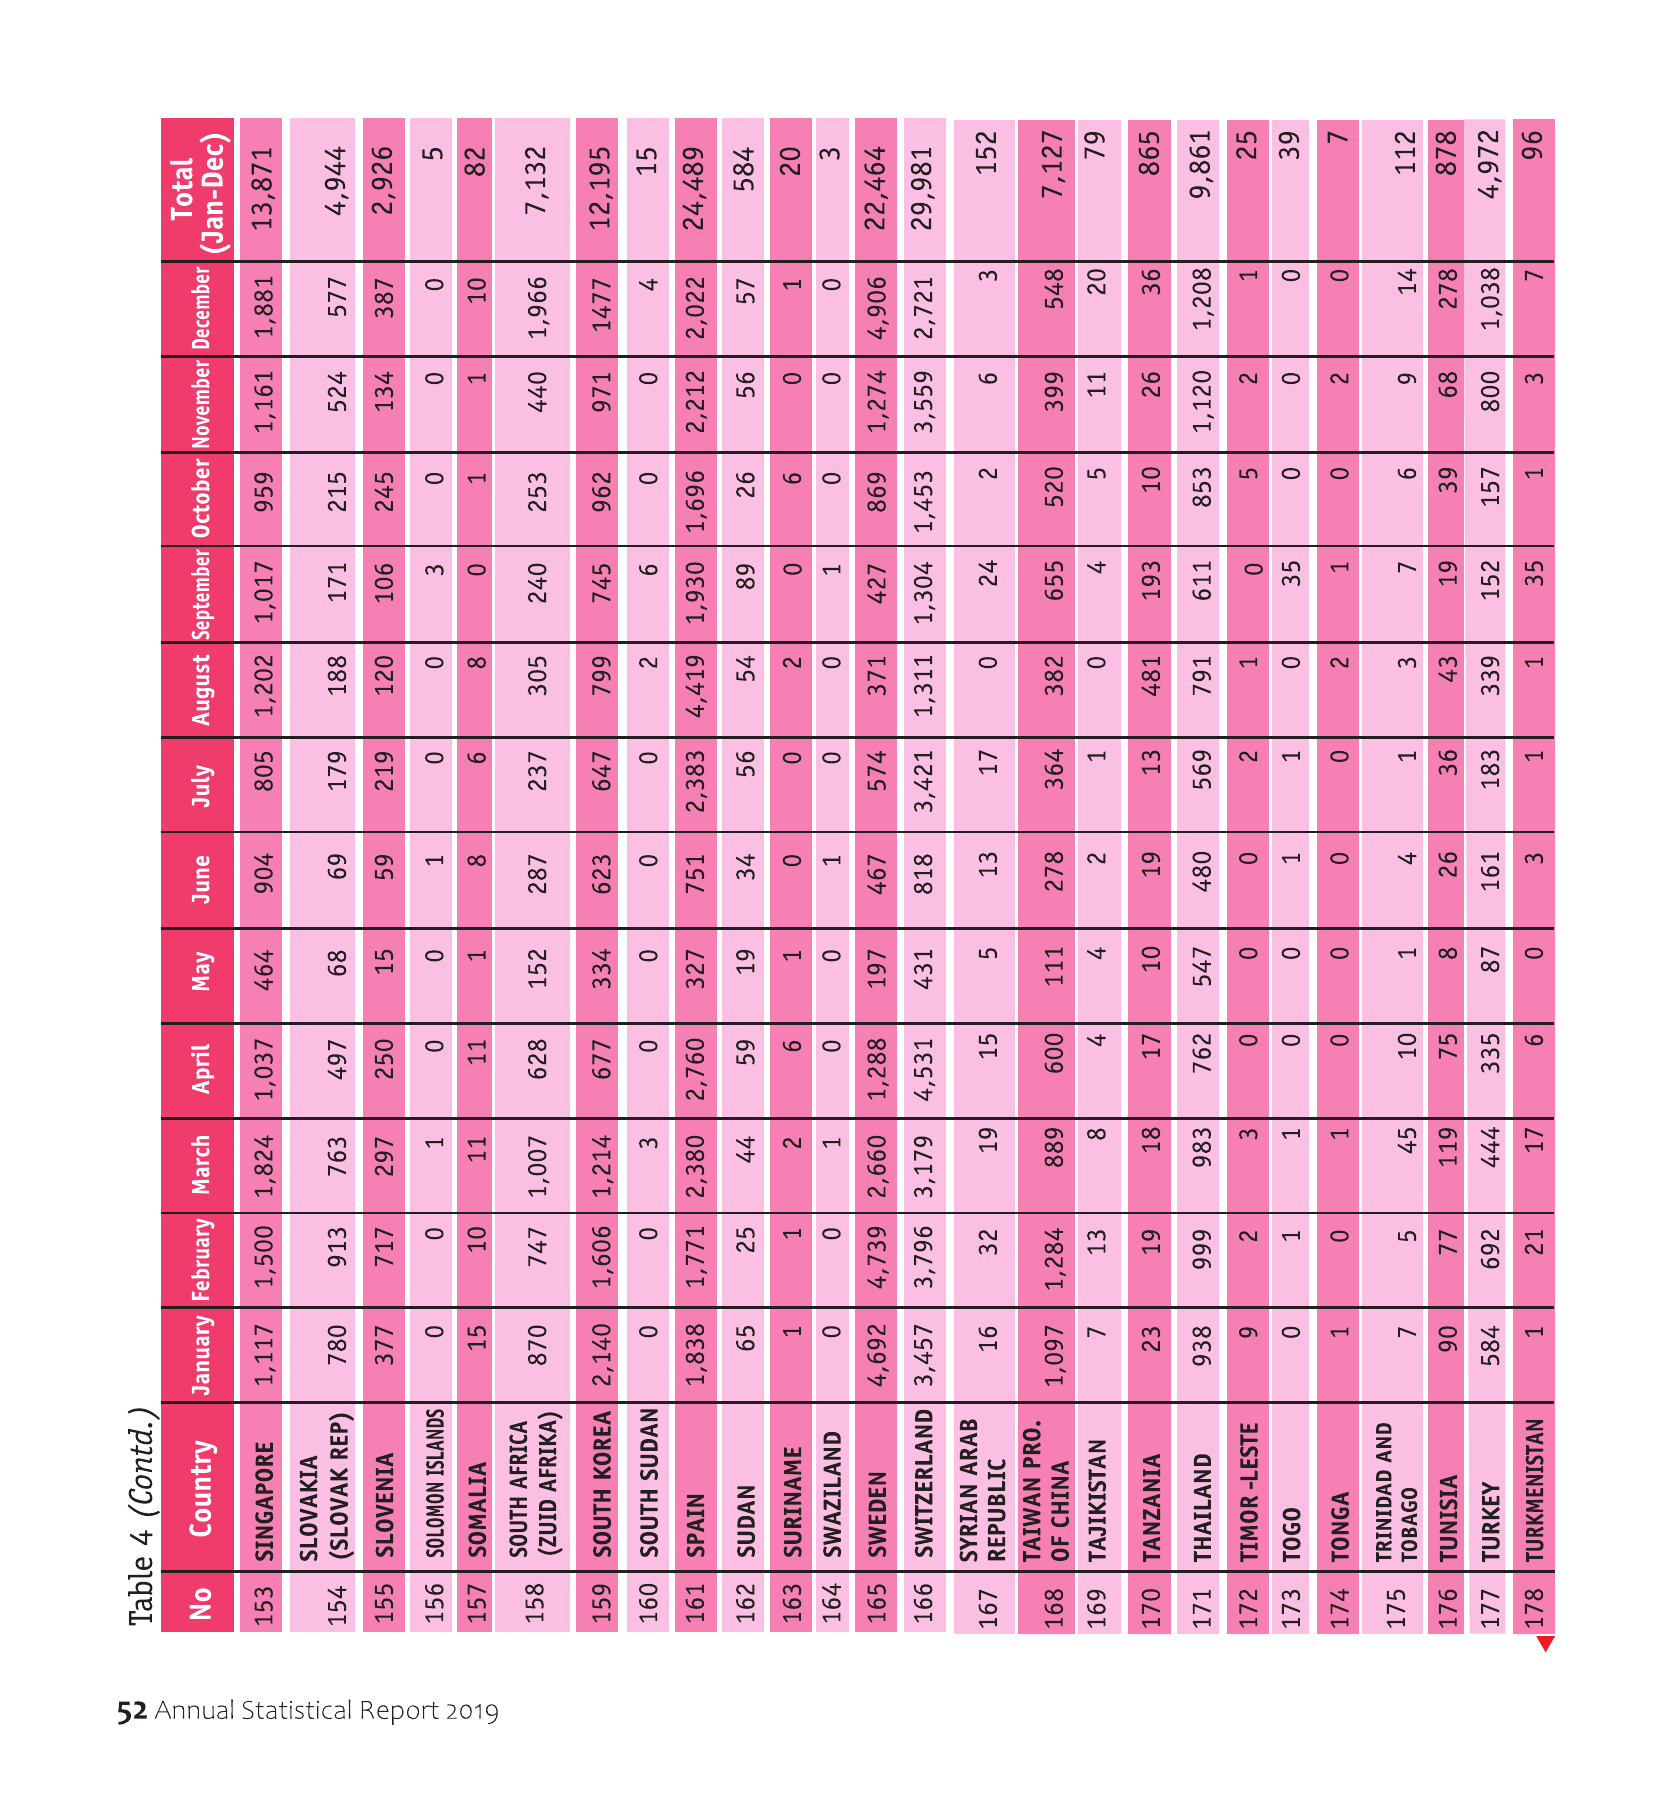 Table 4 (Contd.)
No Country January February March April May June July August September October November December Total
(Jan-Dec)
153 SINGAPORE 1,117 1,500 1,824 1,037 464 904 805 1,202 1,017 959 1,161 1,881 13,871
154 SLOVAKIA
(SLOVAK REP) 780 913 763 497 68 69 179 188 171 215 524 577 4,944
155 SLOVENIA 377 717 297 250 15 59 219 120 106 245 134 387 2,926
156 SOLOMON ISLANDS 0 0 1 0 0 1 0 0 3 0 0 0 5
157 SOMALIA 15 10 11 11 1 8 6 8 0 1 1 10 82
158 SOUTH AFRICA
(ZUID AFRIKA) 870 747 1,007 628 152 287 237 305 240 253 440 1,966 7,132
159 SOUTH KOREA 2,140 1,606 1,214 677 334 623 647 799 745 962 971 1477 12,195
160 SOUTH SUDAN 0 0 3 0 0 0 0 2 6 0 0 4 15
161 SPAIN 1,838 1,771 2,380 2,760 327 751 2,383 4,419 1,930 1,696 2,212 2,022 24,489
162 SUDAN 65 25 44 59 19 34 56 54 89 26 56 57 584
163 SURINAME 1 1 2 6 1 0 0 2 0 6 0 1 20
164 SWAZILAND 0 0 1 0 0 1 0 0 1 0 0 0 3
165 SWEDEN 4,692 4,739 2,660 1,288 197 467 574 371 427 869 1,274 4,906 22,464
166 SWITZERLAND 3,457 3,796 3,179 4,531 431 818 3,421 1,311 1,304 1,453 3,559 2,721 29,981
167 SYRIAN ARAB
REPUBLIC 16 32 19 15 5 13 17 0 24 2 6 3 152
168 TAIWAN PRO.
OF CHINA 1,097 1,284 889 600 111 278 364 382 655 520 399 548 7,127
169 TAJIKISTAN 7 13 8 4 4 2 1 0 4 5 11 20 79
170 TANZANIA 23 19 18 17 10 19 13 481 193 10 26 36 865
171 THAILAND 938 999 983 762 547 480 569 791 611 853 1,120 1,208 9,861
172 TIMOR -LESTE 9 2 3 0 0 0 2 1 0 5 2 1 25
173 TOGO 0 1 1 0 0 1 1 0 35 0 0 0 39
174 TONGA 1 0 1 0 0 0 0 2 1 0 2 0 7
175 TRINIDAD AND
TOBAGO 7 5 45 10 1 4 1 3 7 6 9 14 112
176 TUNISIA 90 77 119 75 8 26 36 43 19 39 68 278 878
177 TURKEY 584 692 444 335 87 161 183 339 152 157 800 1,038 4,972
178 TURKMENISTAN 1 21 17 6 0 3 1 1 35 1 3 7 96
52 Annual Statistical Report 2019